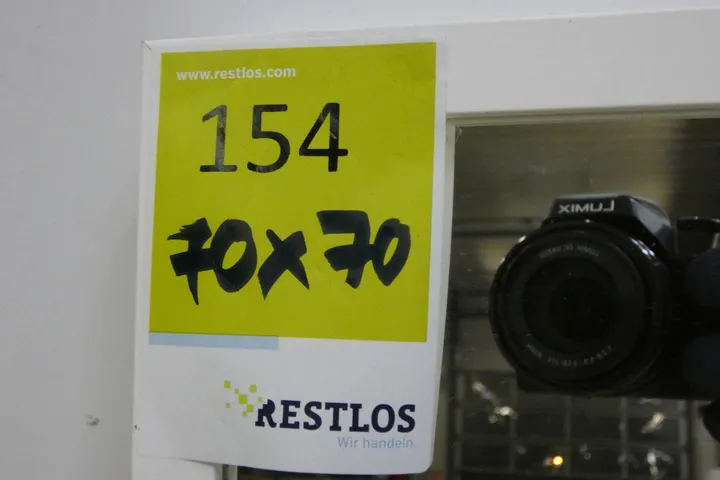 www.restlos.com
154
70x70
RESTLOS
Wir handeln.
LUMIX